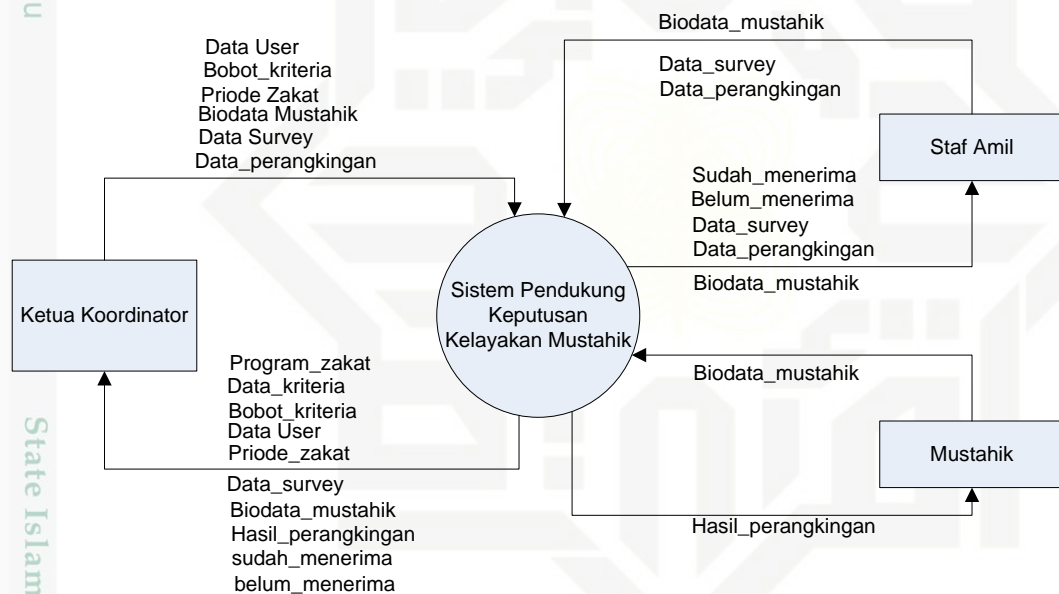 Data User
Bobot_kriteria
Priode Zakat
Biodata Mustahik
Data Survey
Data_perangkingan
Biodata_mustahik
Data_survey
Data_perangkingan
Staf Amil
Sudah_menerima
Belum_menerima
Data_survey
Data_perangkingan
Biodata_mustahik
Sistem Pendukung
Keputusan
Kelayakan Mustahik
Ketua Koordinator
Program_zakat
Data_kriteria
Bobot_kriteria
Data User
Priode_zakat
Data_survey
Biodata_mustahik
Hasil_perangkingan
sudah_menerima
belum_menerima
Biodata_mustahik
Mustahik
Hasil_perangkingan
u
State Islam